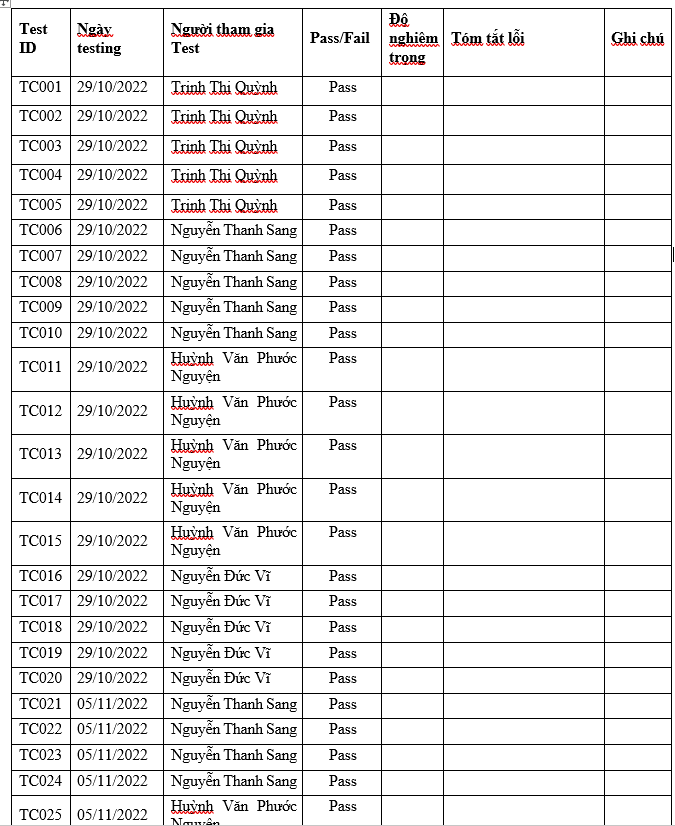 Test ID Ngày testing Người tham gia Test Pass/Fail Độ nghiêm trọng Tóm tắt lỗi Ghi chú
TC001 29/10/2022 Trịnh Thị Quỳnh Pass
TC002 29/10/2022 Trịnh Thị Quỳnh Pass
TC003 29/10/2022 Trịnh Thị Quỳnh Pass
TC004 29/10/2022 Trịnh Thị Quỳnh Pass
TC005 29/10/2022 Trịnh Thị Quỳnh Pass
TC006 29/10/2022 Nguyễn Thanh Sang Pass
TC007 29/10/2022 Nguyễn Thanh Sang Pass
TC008 29/10/2022 Nguyễn Thanh Sang Pass
TC009 29/10/2022 Nguyễn Thanh Sang Pass
TC010 29/10/2022 Nguyễn Thanh Sang Pass
TC011 29/10/2022 Huỳnh Văn Phước Nguyện Pass
TC012 29/10/2022 Huỳnh Văn Phước Nguyện Pass
TC013 29/10/2022 Huỳnh Văn Phước Nguyện Pass
TC014 29/10/2022 Huỳnh Văn Phước Nguyện Pass
TC015 29/10/2022 Huỳnh Văn Phước Nguyện Pass
TC016 29/10/2022 Nguyễn Đức Vĩ Pass
TC017 29/10/2022 Nguyễn Đức Vĩ Pass
TC018 29/10/2022 Nguyễn Đức Vĩ Pass
TC019 29/10/2022 Nguyễn Đức Vĩ Pass
TC020 29/10/2022 Nguyễn Đức Vĩ Pass
TC021 05/11/2022 Nguyễn Thanh Sang Pass
TC022 05/11/2022 Nguyễn Thanh Sang Pass
TC023 05/11/2022 Nguyễn Thanh Sang Pass
TC024 05/11/2022 Nguyễn Thanh Sang Pass
TC025 05/11/2022 Huỳnh Văn Phước Pass